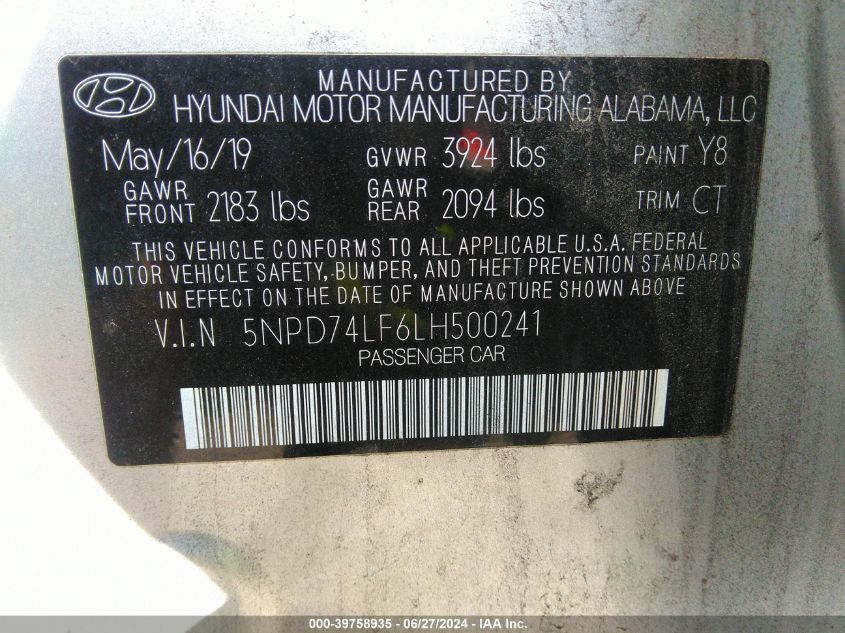 MANUFACTURED BY
HYUNDAI MOTOR MANUFACTURING ALABAMA, LLC
May/16/19 GVWR 3924 lbs PAINT Y8
GAWR FRONT 2183 lbs GAWR REAR 2094 lbs TRIM CT
THIS VEHICLE CONFORMS TO ALL APPLICABLE U.S.A. FEDERAL
MOTOR VEHICLE SAFETY, BUMPER, AND THEFT PREVENTION STANDARDS
IN EFFECT ON THE DATE OF MANUFACTURE SHOWN ABOVE
V.I.N 5NPD74LF6LH500241
PASSENGER CAR
000-39758935 - 06/27/2024 - IAA Inc.